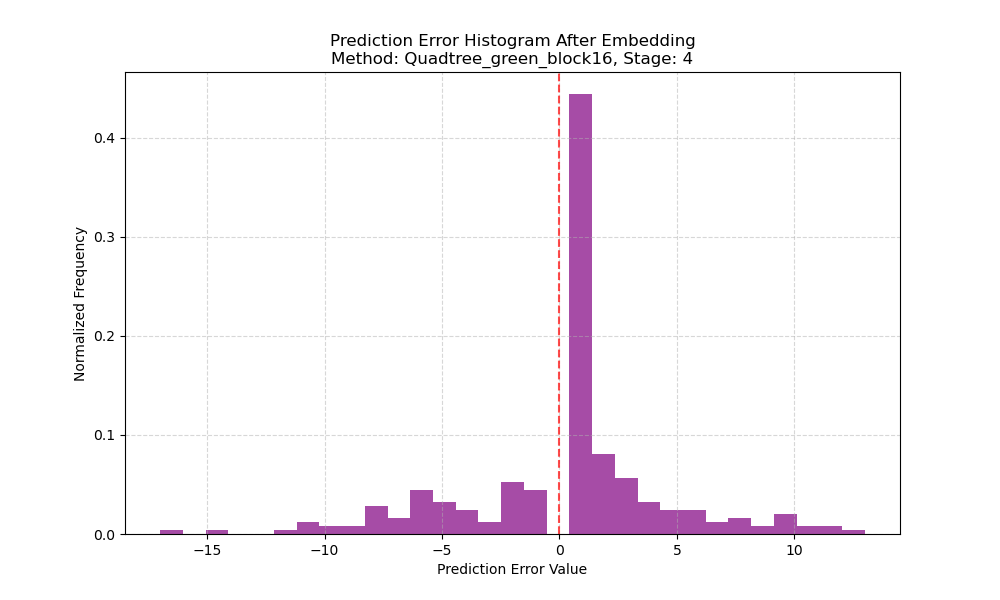 Prediction Error Histogram After Embedding
Method: Quadtree_green_block16, Stage: 4
Normalized Frequency
0.4
0.3
0.2
0.1
0.0
−15
−10
−5
0
5
10
Prediction Error Value